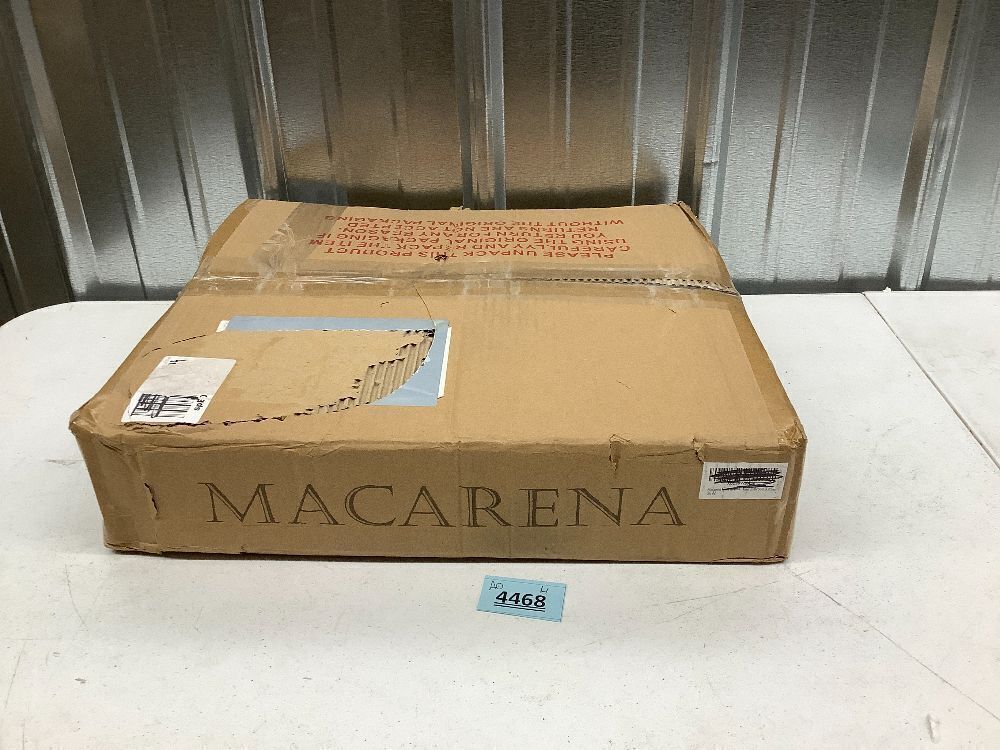 PLEASE UNPACK THIS PRODUCT
CAREFULLY AND REPACK THE ITEM
USING THE ORIGINAL PACKAGING IF
YOU RETURN FOR ANY REASON.
RETURNS ARE NOT ACCEPTED
WITHOUT THE ORIGINAL PACKAGING
MACARENA
4468